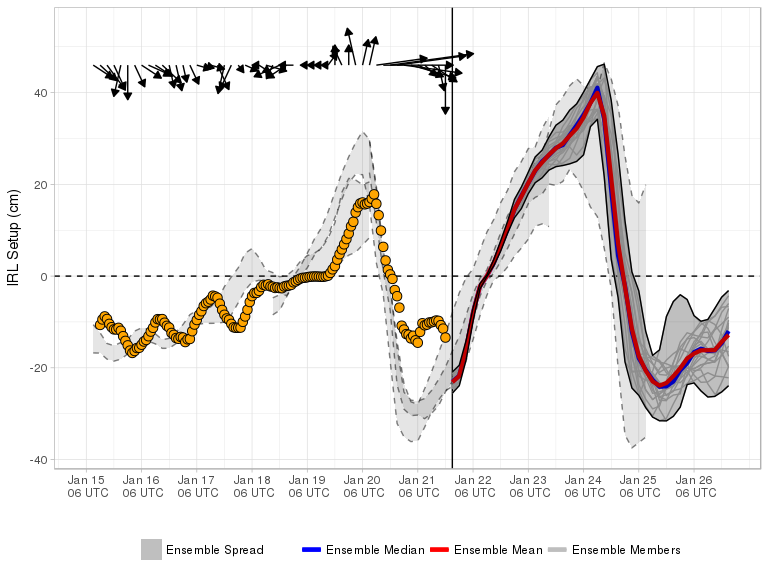 IRL Setup (cm)
40
20
0
-20
-40
Jan 15 Jan 16 Jan 17 Jan 18 Jan 19 Jan 20 Jan 21 Jan 22 Jan 23 Jan 24 Jan 25 Jan 26
06 UTC 06 UTC 06 UTC 06 UTC 06 UTC 06 UTC 06 UTC 06 UTC 06 UTC 06 UTC 06 UTC 06 UTC
Ensemble Spread Ensemble Median Ensemble Mean Ensemble Members